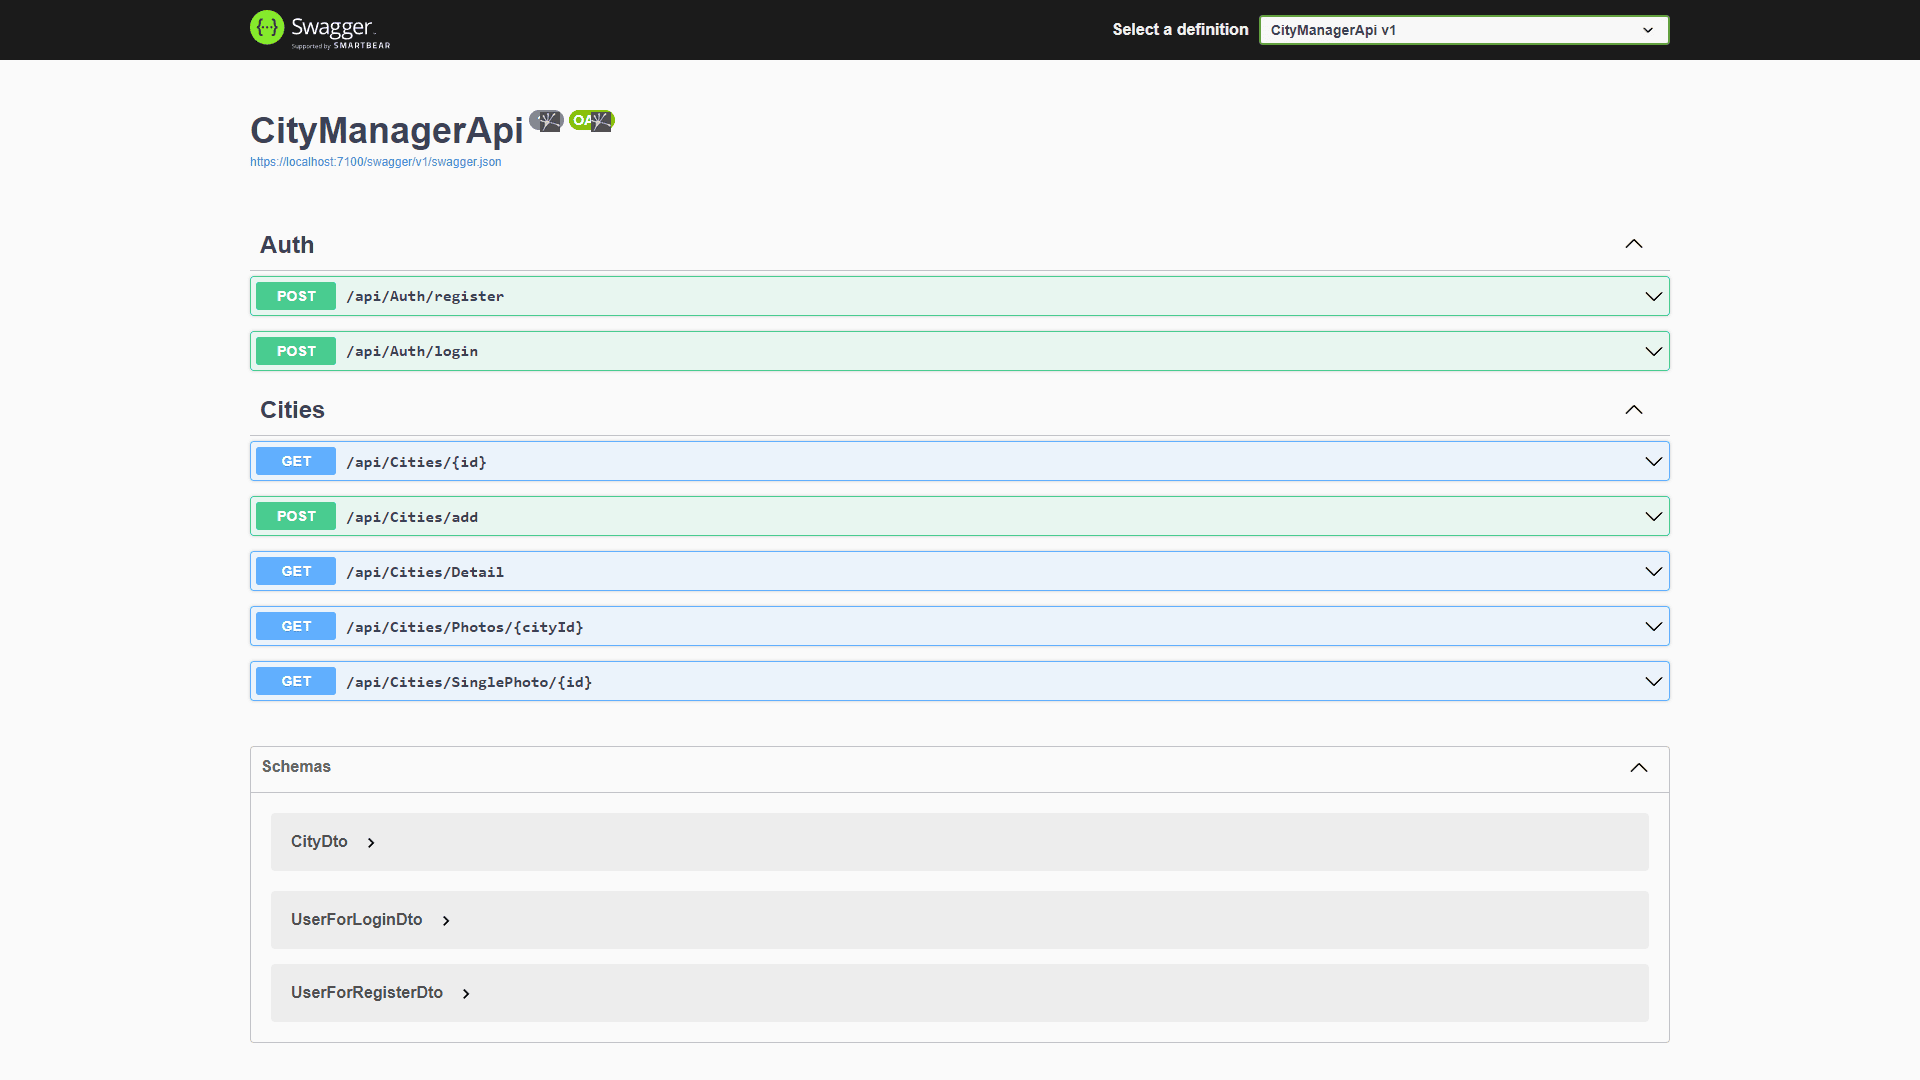 Swagger
Supported by SMARTBEAR
Select a definition
CityManagerApi v1
CityManagerApi
https://localhost:7100/swagger/v1/swagger.json
Auth
POST /api/Auth/register
POST /api/Auth/login
Cities
GET /api/Cities/{id}
POST /api/Cities/add
GET /api/Cities/Detail
GET /api/Cities/Photos/{cityId}
GET /api/Cities/SinglePhoto/{id}
Schemas
CityDto
UserForLoginDto
UserForRegisterDto